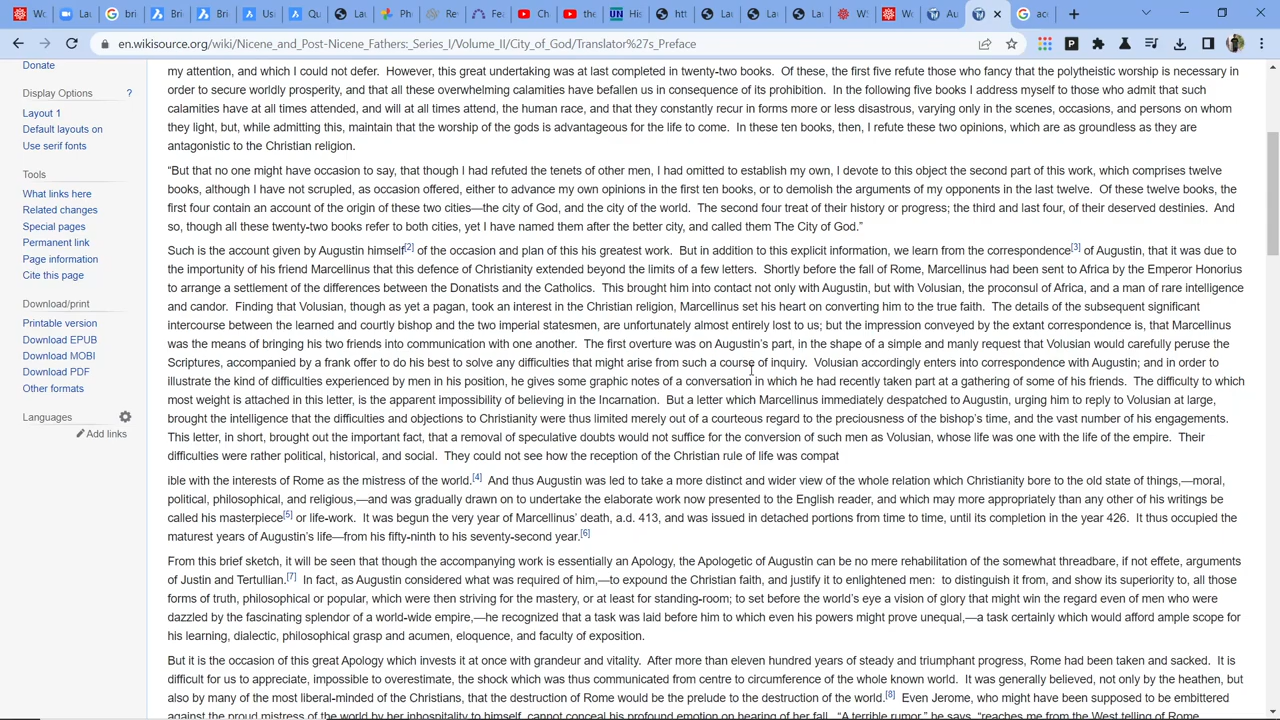 Wo
Lau
bri
Bri
Bri
Usa
Qu
Lav
Pho
Re
Fea
Ch
the
His
htt
La
La
La
WS
We
Au
ace
en.wikisource.org/wiki/Nicene_and_Post-Nicene_Fathers:_Series_I/Volume_II/City_of_God/Translator%27s_Preface
Donate
Display Options ?
Layout 1
Default layouts on
Use serif fonts
Tools
What links here
Related changes
Special pages
Permanent link
Page information
Cite this page
Download/print
Printable version
Download EPUB
Download MOBI
Download PDF
Other formats
Languages
Add links
my attention, and which I could not defer. However, this great undertaking was at last completed in twenty-two books. Of these, the first five refute those who fancy that the polytheistic worship is necessary in
order to secure worldly prosperity, and that all these overwhelming calamities have befallen us in consequence of its prohibition. In the following five books I address myself to those who admit that such
calamities have at all times attended, and will at all times attend, the human race, and that they constantly recur in forms more or less disastrous, varying only in the scenes, occasions, and persons on whom
they light, but, while admitting this, maintain that the worship of the gods is advantageous for the life to come. In these ten books, then, I refute these two opinions, which are as groundless as they are
antagonistic to the Christian religion.
“But that no one might have occasion to say, that though I had refuted the tenets of other men, I had omitted to establish my own, I devote to this object the second part of this work, which comprises twelve
books, although I have not scrupled, as occasion offered, either to advance my own opinions in the first ten books, or to demolish the arguments of my opponents in the last twelve. Of these twelve books, the
first four contain an account of the origin of these two cities—the city of God, and the city of the world. The second four treat of their history or progress; the third and last four, of their deserved destinies. And
so, though all these twenty-two books refer to both cities, yet I have named them after the better city, and called them The City of God.”
Such is the account given by Augustin himself[2] of the occasion and plan of this his greatest work. But in addition to this explicit information, we learn from the correspondence[3] of Augustin, that it was due to
the importunity of his friend Marcellinus that this defence of Christianity extended beyond the limits of a few letters. Shortly before the fall of Rome, Marcellinus had been sent to Africa by the Emperor Honorius
to arrange a settlement of the differences between the Donatists and the Catholics. This brought him into contact not only with Augustin, but with Volusian, the proconsul of Africa, and a man of rare intelligence
and candor. Finding that Volusian, though as yet a pagan, took an interest in the Christian religion, Marcellinus set his heart on converting him to the true faith. The details of the subsequent significant
intercourse between the learned and courtly bishop and the two imperial statesmen, are unfortunately almost entirely lost to us; but the impression conveyed by the extant correspondence is, that Marcellinus
was the means of bringing his two friends into communication with one another. The first overture was on Augustin’s part, in the shape of a simple and manly request that Volusian would carefully peruse the
Scriptures, accompanied by a frank offer to do his best to solve any difficulties that might arise from such a course of inquiry. Volusian accordingly enters into correspondence with Augustin; and in order to
illustrate the kind of difficulties experienced by men in his position, he gives some graphic notes of a conversation in which he had recently taken part at a gathering of some of his friends. The difficulty to which
most weight is attached in this letter, is the apparent impossibility of believing in the Incarnation. But a letter which Marcellinus immediately despatched to Augustin, urging him to reply to Volusian at large,
brought the intelligence that the difficulties and objections to Christianity were thus limited merely out of a courteous regard to the preciousness of the bishop’s time, and the vast number of his engagements.
This letter, in short, brought out the important fact, that a removal of speculative doubts would not suffice for the conversion of such men as Volusian, whose life was one with the life of the empire. Their
difficulties were rather political, historical, and social. They could not see how the reception of the Christian rule of life was compat
ible with the interests of Rome as the mistress of the world.[4] And thus Augustin was led to take a more distinct and wider view of the whole relation which Christianity bore to the old state of things,—moral,
political, philosophical, and religious,—and was gradually drawn on to undertake the elaborate work now presented to the English reader, and which may more appropriately than any other of his writings be
called his masterpiece[5] or life-work. It was begun the very year of Marcellinus’ death, a.d. 413, and was issued in detached portions from time to time, until its completion in the year 426. It thus occupied the
maturest years of Augustin’s life—from his fifty-ninth to his seventy-second year.[6]
From this brief sketch, it will be seen that though the accompanying work is essentially an Apology, the Apologetic of Augustin can be no mere rehabilitation of the somewhat threadbare, if not effete, arguments
of Justin and Tertullian.[7] In fact, as Augustin considered what was required of him,—to expound the Christian faith, and justify it to enlightened men: to distinguish it from, and show its superiority to, all those
forms of truth, philosophical or popular, which were then striving for the mastery, or at least for standing-room; to set before the world’s eye a vision of glory that might win the regard even of men who were
dazzled by the fascinating splendor of a world-wide empire,—he recognized that a task was laid before him to which even his powers might prove unequal,—a task certainly which would afford ample scope for
his learning, dialectic, philosophical grasp and acumen, eloquence, and faculty of exposition.
But it is the occasion of this great Apology which invests it at once with grandeur and vitality. After more than eleven hundred years of steady and triumphant progress, Rome had been taken and sacked. It is
difficult for us to appreciate, impossible to overestimate, the shock which was thus communicated from centre to circumference of the whole known world. It was generally believed, not only by the heathen, but
also by many of the most liberal-minded of the Christians, that the destruction of Rome would be the prelude to the destruction of the world.[8] Even Jerome, who might have been supposed to be embittered
against the proud mistress of the world by her inhospitality to himself, cannot conceal his profound emotion on hearing of her fall. “A terrible rumor,” he says, “reaches me from the West telling of Rome